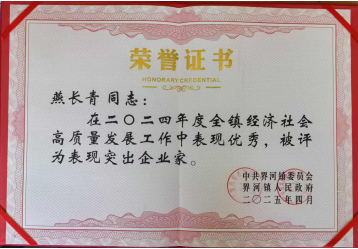 荣誉证书
HONORARY CREDENTIAL
燕长青同志：
在二〇二四年度全镇经济社会
高质量发展工作中表现优秀，被评
为表现突出企业家。
中共界河镇委员会
界河镇人民政府
二〇二五年四月